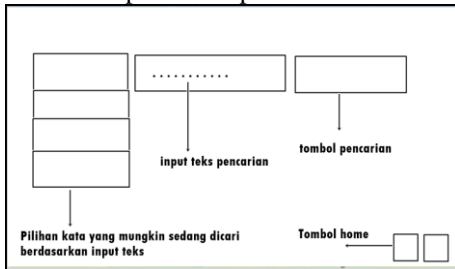 ...........
input teks pencarian
tombol pencarian
Pilihan kata yang mungkin sedang dicari
berdasarkan input teks
Tombol home